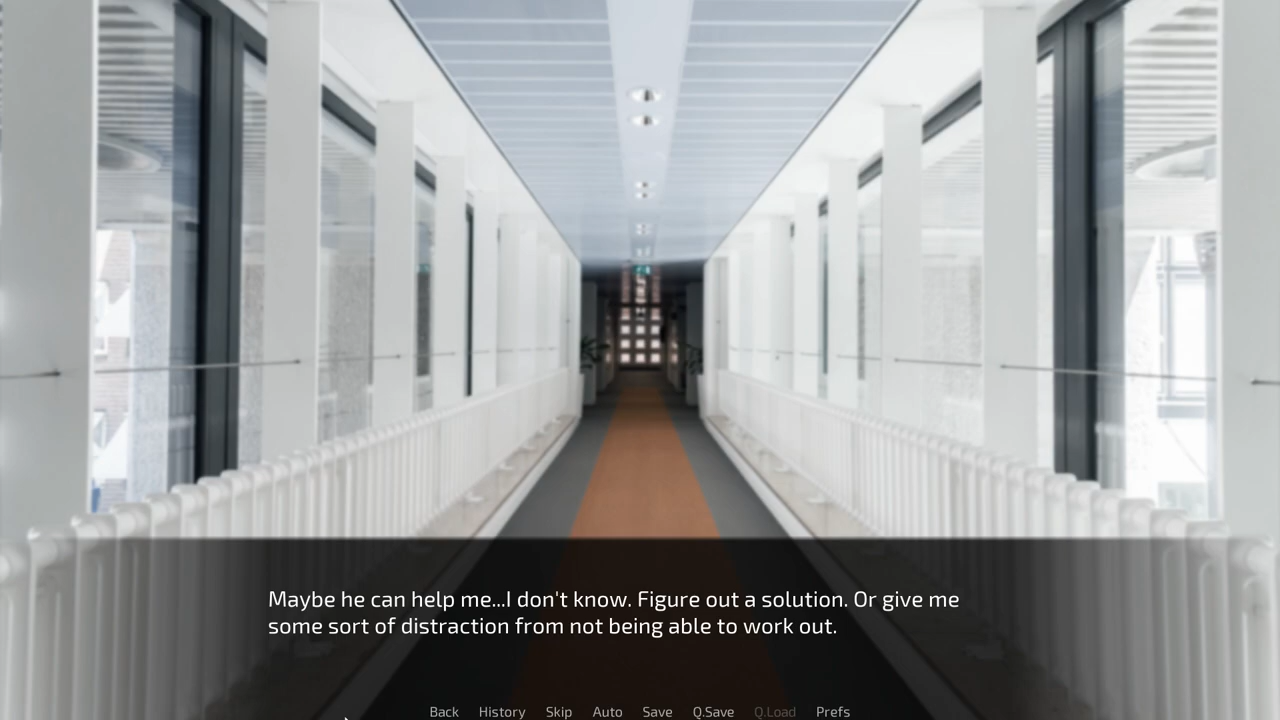 Maybe he can help me...I don't know. Figure out a solution. Or give me
some sort of distraction from not being able to work out.
Back History Skip Auto Save Q.Save Q.Load Prefs